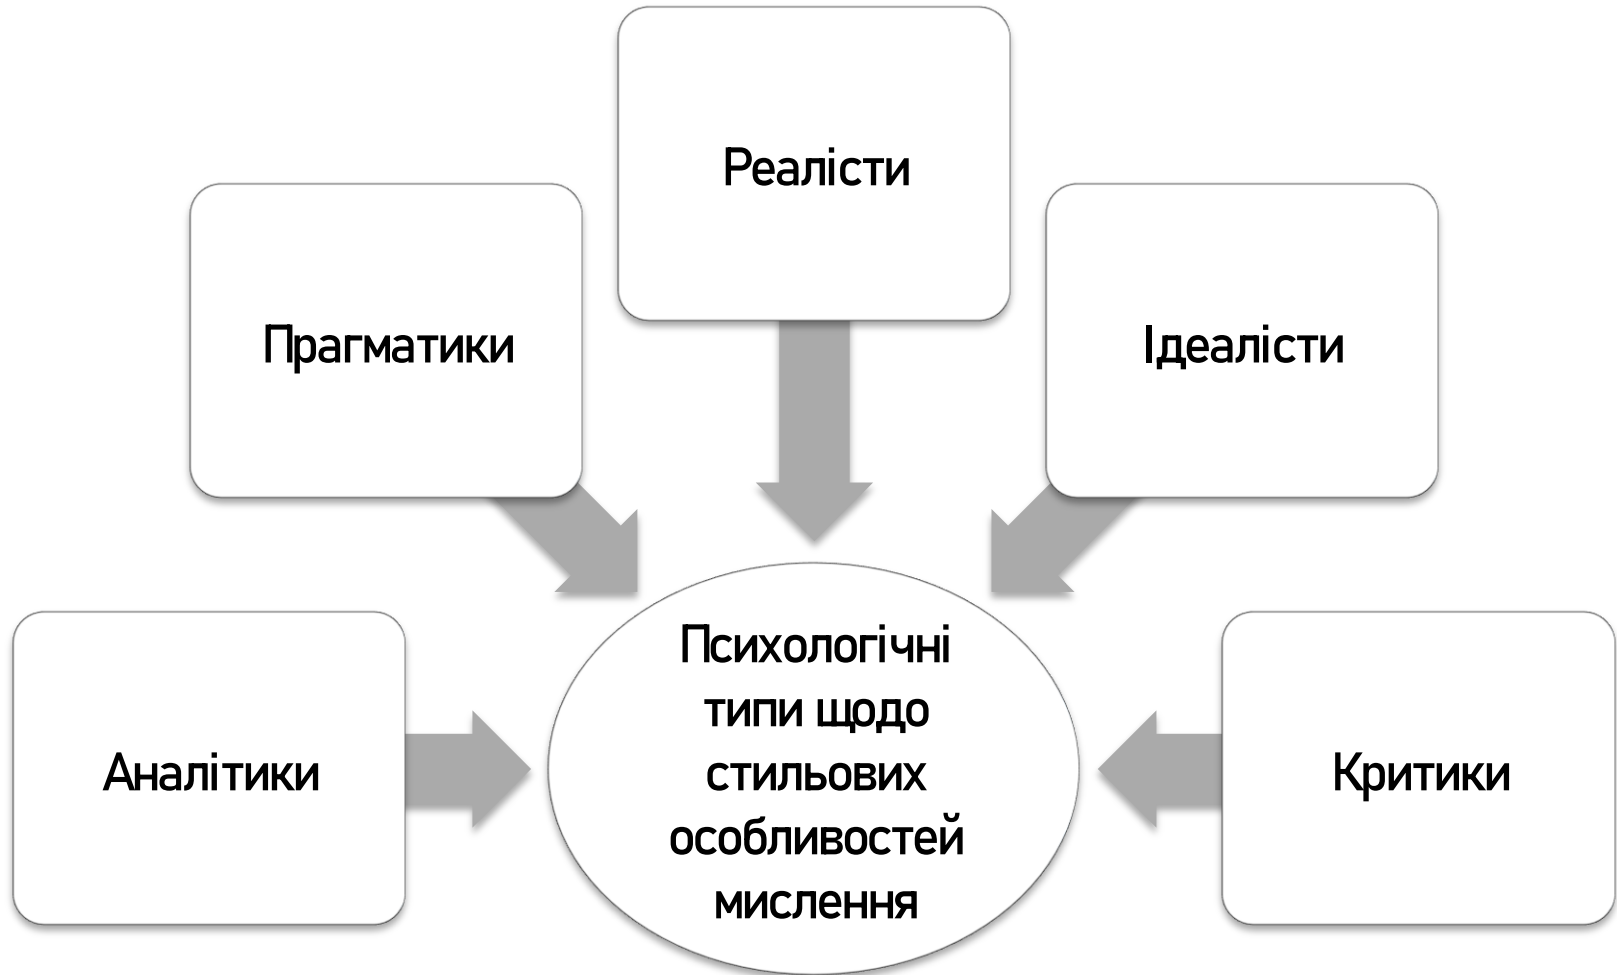 Реалісти
Прагматики
Ідеалісти
Аналітики
Психологічні
типи щодо
стильових
особливостей
мислення
Критики